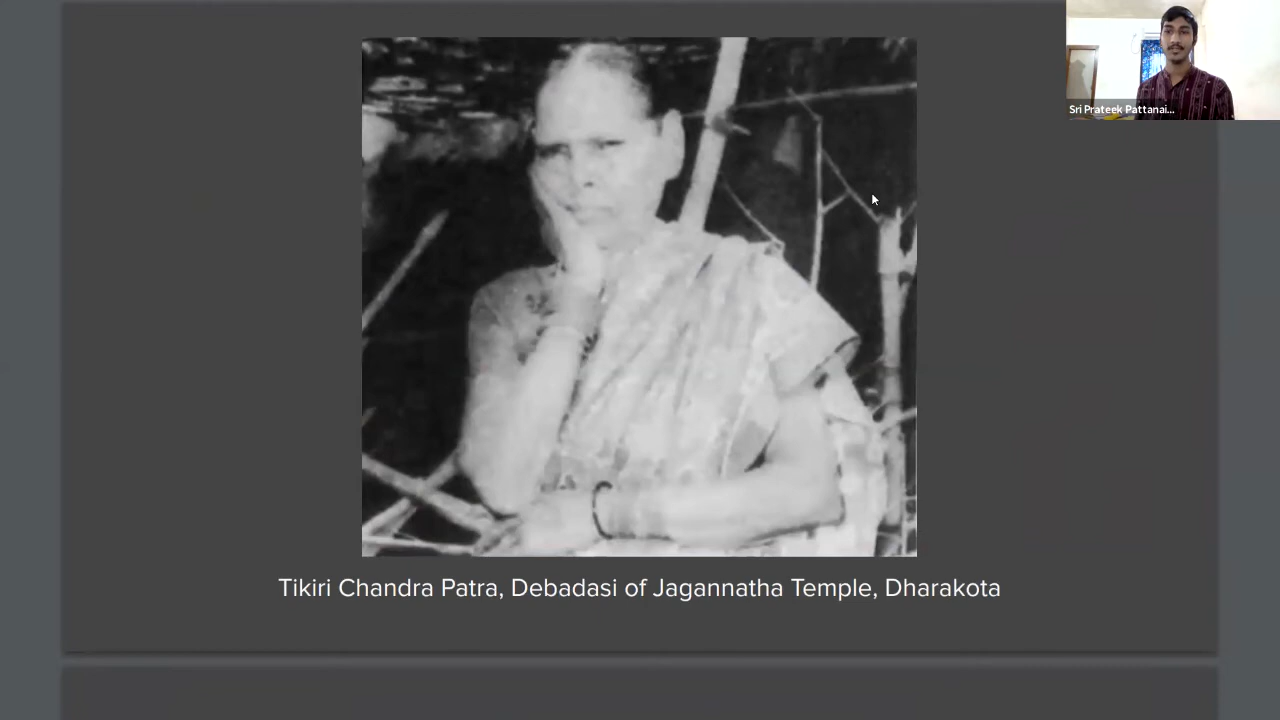 Sri Prateek Pattanai...
Tikiri Chandra Patra, Debadasi of Jagannatha Temple, Dharakota